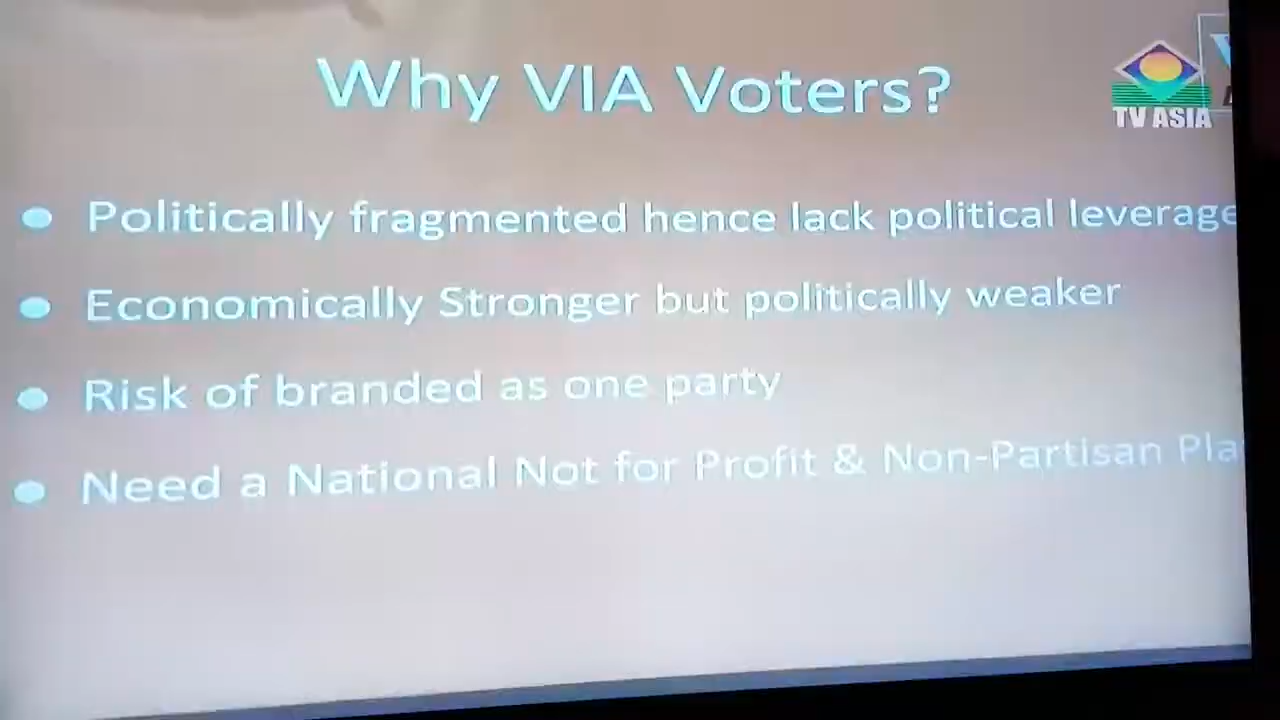 Why VIA Voters?
TV ASIA
Politically fragmented hence lack political leverage
Economically Stronger but politically weaker
Risk of branded as one party
Need a National Not for Profit & Non-Partisan